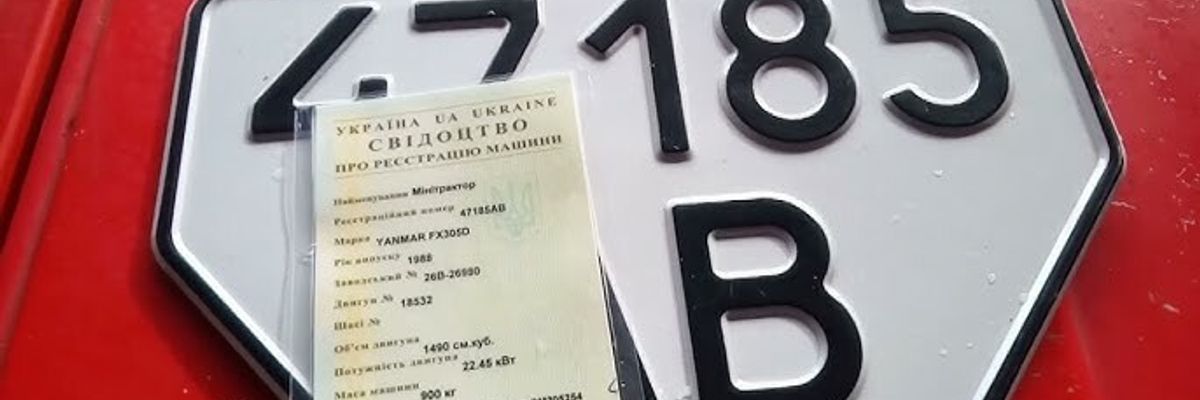 47185
В
УКРАЇНА UA UKRAINE
СВІДОЦТВО
ПРО РЕЄСТРАЦІЮ МАШИНИ
Найменування Мінітрактор
Реєстраційний номер 47185АВ
Марка YANMAR FX305D
Рік випуску 1988
Заводський № 26В-26980
Двигун № 18532
Шасі №
Об'єм двигуна 1490 см.куб.
Потужність двигуна 22.45 кВт
Маса машини 900 кг